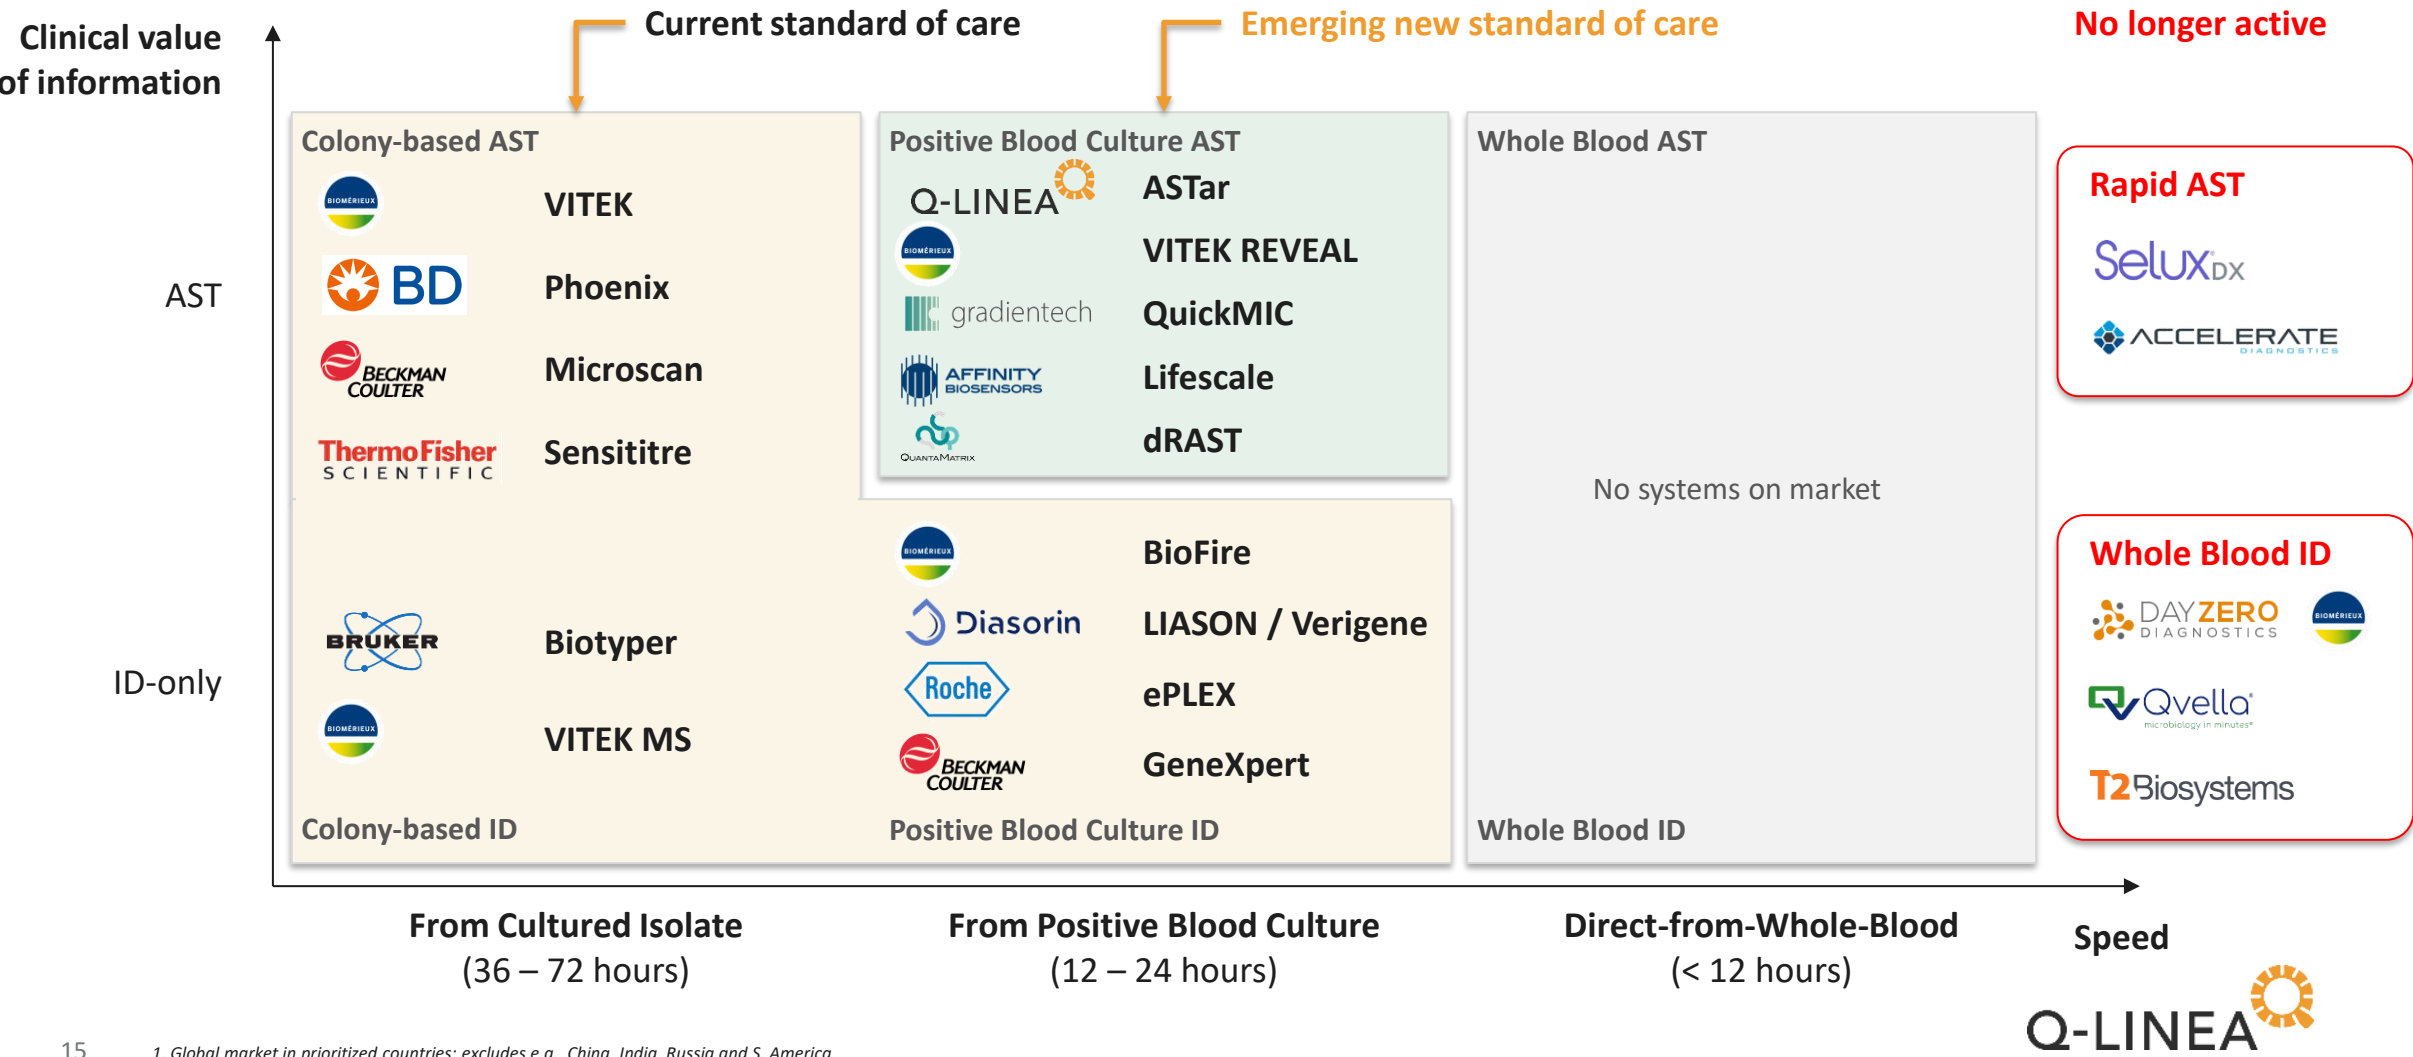 Clinical value
of information
Current standard of care
Emerging new standard of care
No longer active
AST
ID-only
Colony-based AST
BIOMÉRIEUX
VITEK
BD
Phoenix
BECKMAN
COULTER
Microscan
ThermoFisher
SCIENTIFIC
Sensititre
BRUKER
Biotyper
BIOMÉRIEUX
VITEK MS
Colony-based ID
Positive Blood Culture AST
Q-LINEA
ASTar
BIOMÉRIEUX
VITEK REVEAL
gradientech
QuickMIC
AFFINITY
BIOSENSORS
Lifescale
QUANTAMATRIX
dRAST
BIOMÉRIEUX
BioFire
Diasorin
LIASON / Verigene
Roche
ePLEX
BECKMAN
COULTER
GeneXpert
Positive Blood Culture ID
Whole Blood AST
No systems on market
Whole Blood ID
Rapid AST
Selux DX
ACCELERATE
DIAGNOSTICS
Whole Blood ID
DAYZERO
DIAGNOSTICS
BIOMÉRIEUX
Qvella
microbiology in minutes®
T2Biosystems
From Cultured Isolate
(36 – 72 hours)
From Positive Blood Culture
(12 – 24 hours)
Direct-from-Whole-Blood
(< 12 hours)
Speed
Q-LINEA
15
1. Global market in prioritized countries; excludes e.g., China, India, Russia and S. America